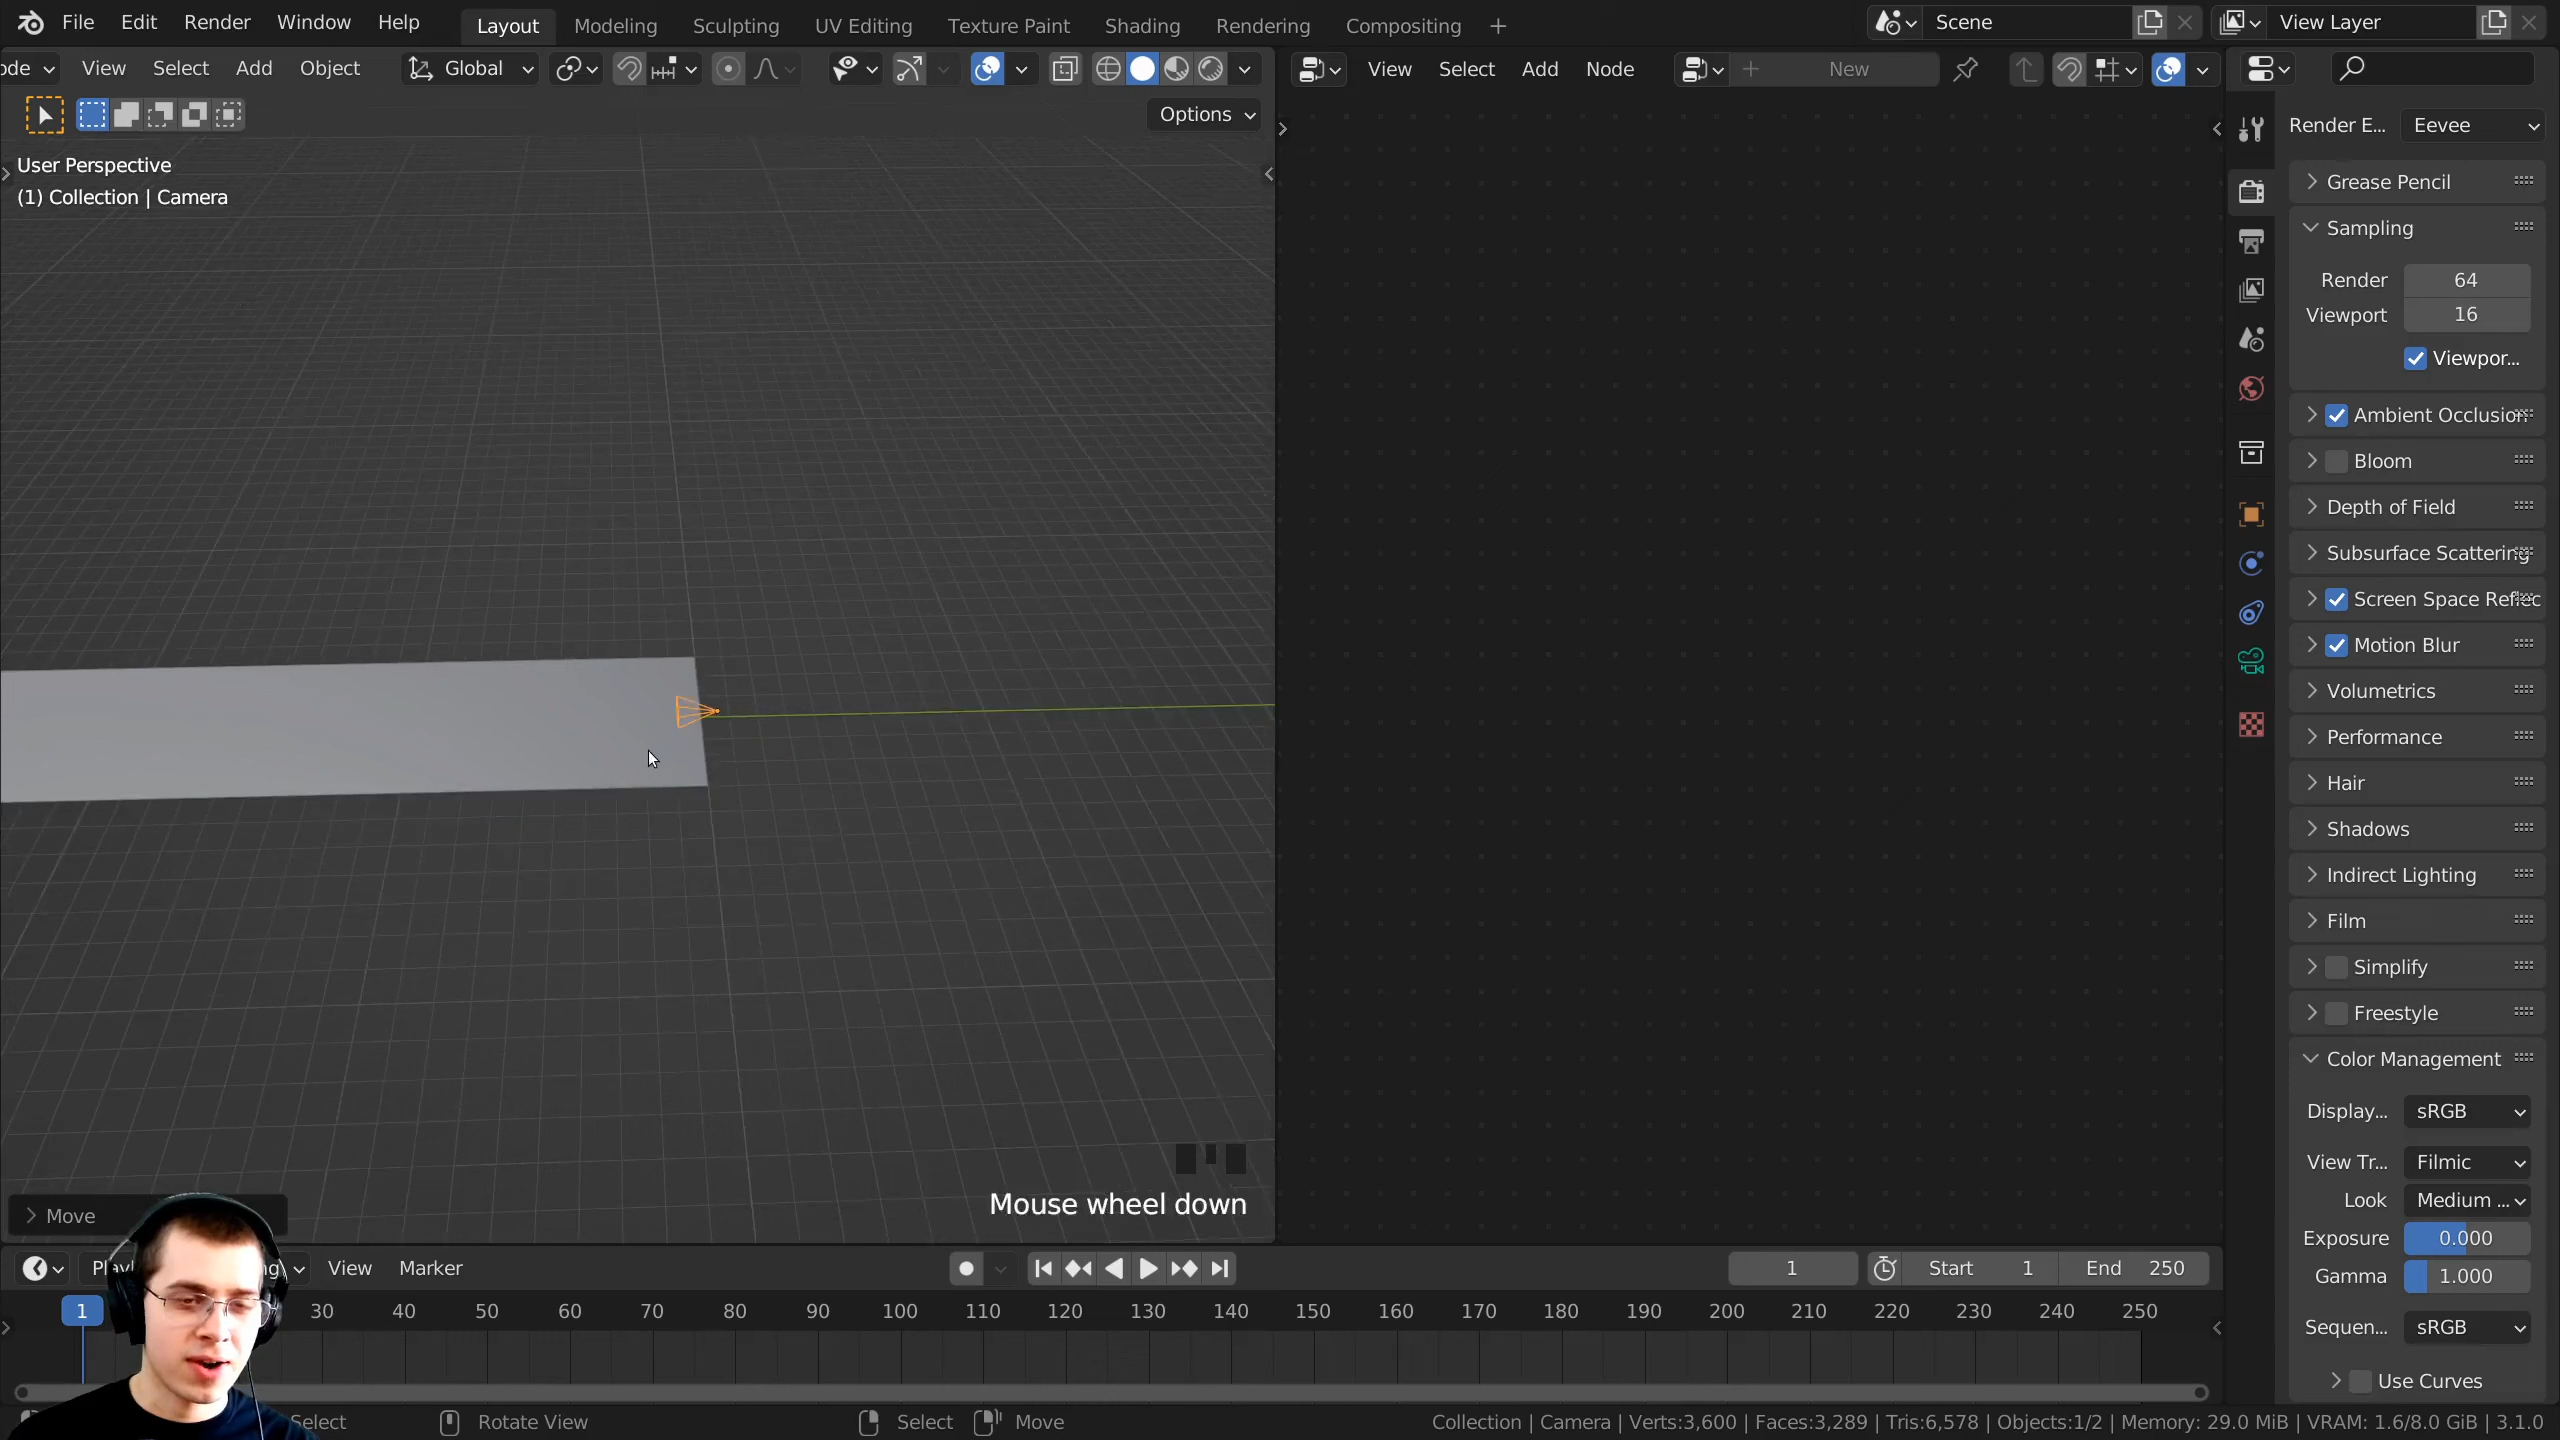 File Edit Render Window Help Layout Modeling Sculpting UV Editing Texture Paint Shading Rendering Compositing + Scene View Layer
ode View Select Add Object Global View Select Add Node New
Options
User Perspective
(1) Collection | Camera
Render E... Eevee
Grease Pencil
Sampling
Render 64
Viewport 16
Viewpor...
Ambient Occlusion
Bloom
Depth of Field
Subsurface Scattering
Screen Space Reflec
Motion Blur
Volumetrics
Performance
Hair
Shadows
Indirect Lighting
Film
Simplify
Freestyle
Color Management
Display... sRGB
View Tr... Filmic
Look Medium ...
Exposure 0.000
Gamma 1.000
Sequen... sRGB
Use Curves
Mouse wheel down
Move
Playb g) View Marker 1 Start 1 End 250
1 30 40 50 60 70 80 90 100 110 120 130 140 150 160 170 180 190 200 210 220 230 240 250
Select Rotate View Select Move Collection | Camera | Verts:3,600 | Faces:3,289 | Tris:6,578 | Objects:1/2 | Memory: 29.0 MiB | VRAM: 1.6/8.0 GiB | 3.1.0